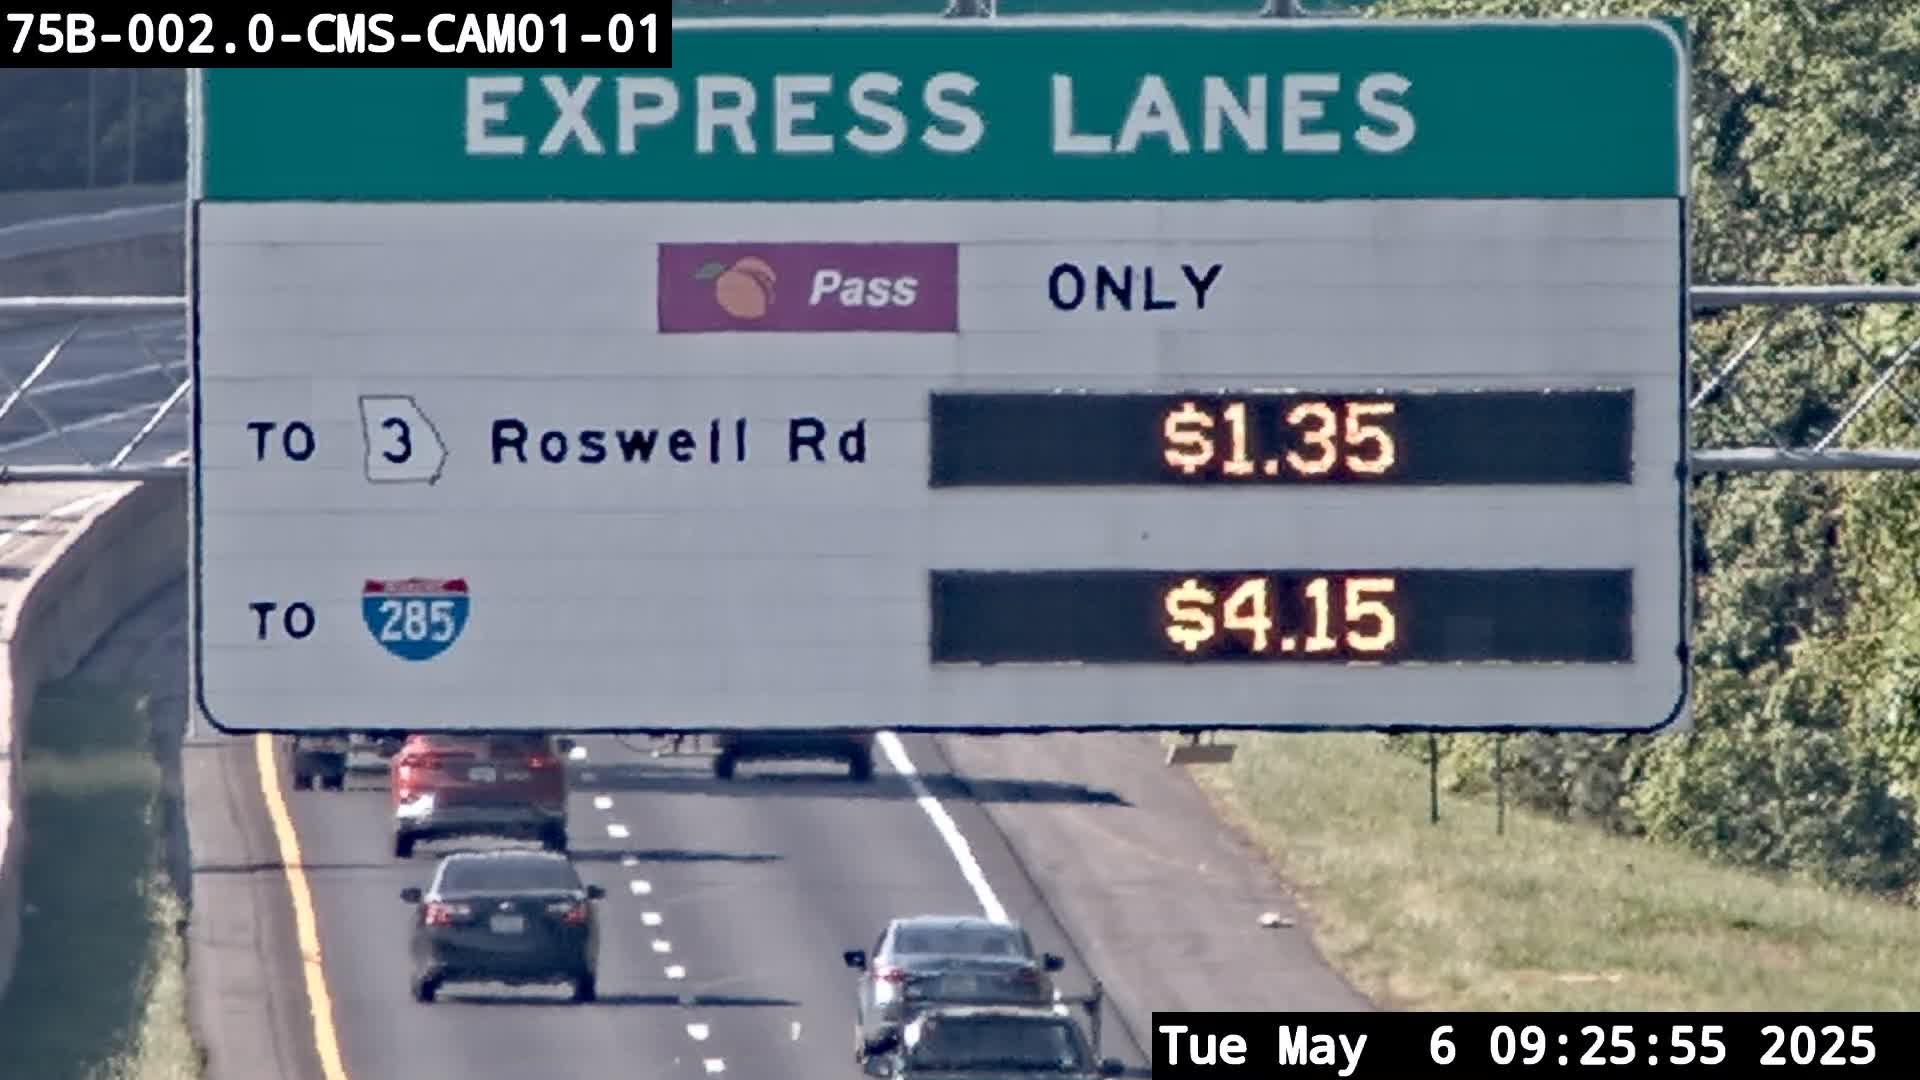 75B-002.0-CMS-CAM01-01
EXPRESS LANES
Pass ONLY
TO 3 Roswell Rd $1.35
TO 285 $4.15
Tue May 6 09:25:55 2025